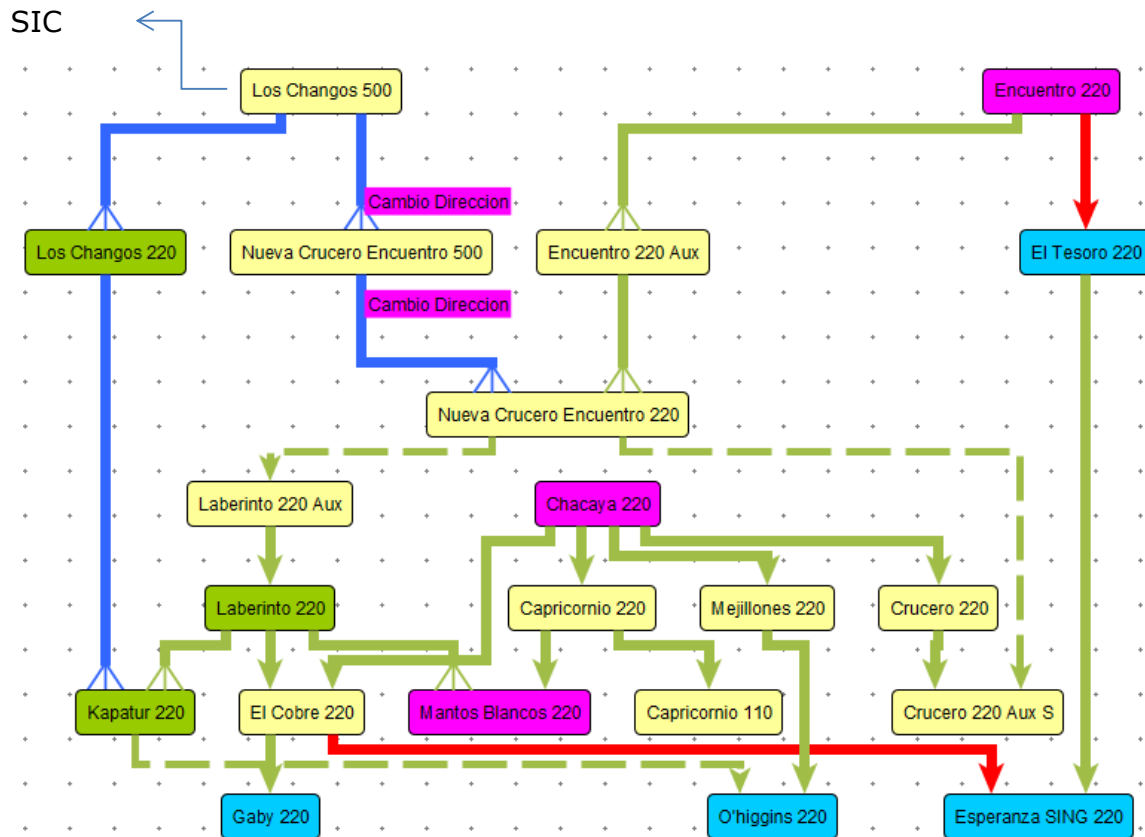 SIC
Los Changos 500
Encuentro 220
Cambio Direccion
Los Changos 220
Nueva Crucero Encuentro 500
Encuentro 220 Aux
El Tesoro 220
Cambio Direccion
Nueva Crucero Encuentro 220
Laberinto 220 Aux
Chacaya 220
Laberinto 220
Capricornio 220
Mejillones 220
Crucero 220
Kapatur 220
El Cobre 220
Mantos Blancos 220
Capricornio 110
Crucero 220 Aux S
Gaby 220
O'higgins 220
Esperanza SING 220